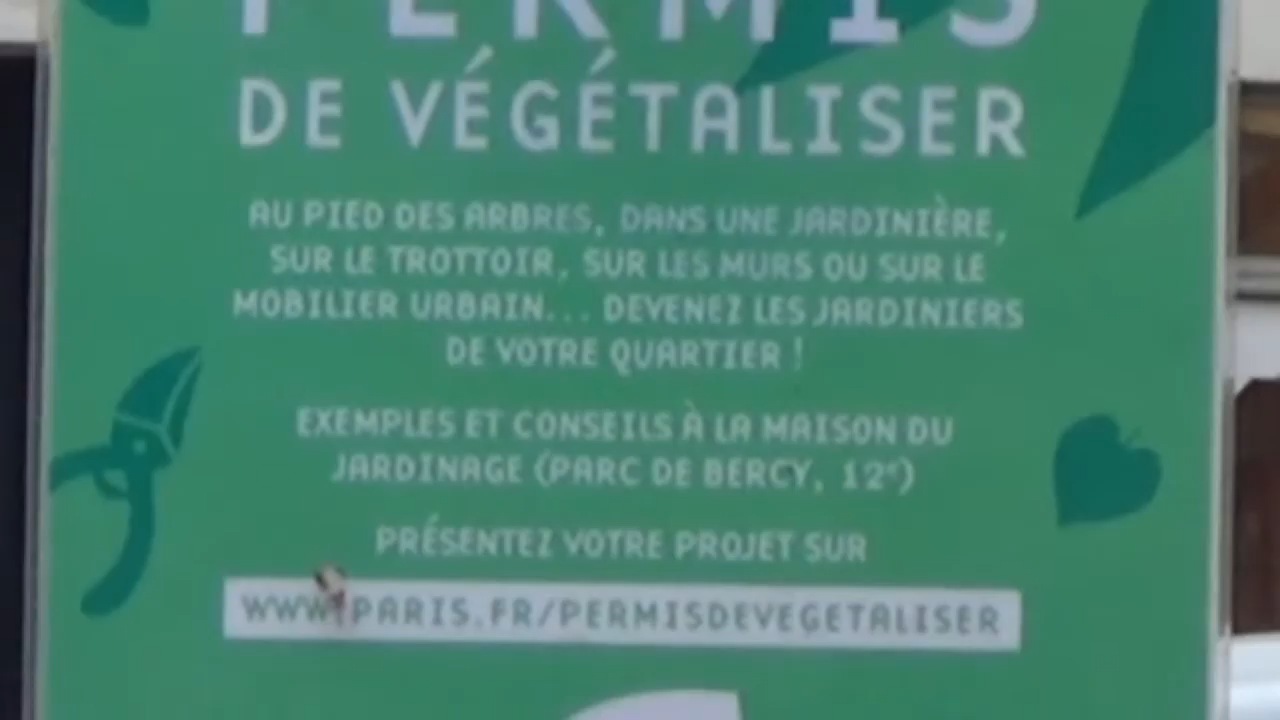 PERMIS
DE VÉGÉTALISER
AU PIED DES ARBRES, DANS UNE JARDINIÈRE,
SUR LE TROTTOIR, SUR LES MURS OU SUR LE
MOBILIER URBAIN... DEVENEZ LES JARDINIERS
DE VOTRE QUARTIER !
EXEMPLES ET CONSEILS À LA MAISON DU
JARDINAGE (PARC DE BERCY, 12e)
PRÉSENTEZ VOTRE PROJET SUR
WWW.PARIS.FR/PERMISDEVEGETALISER